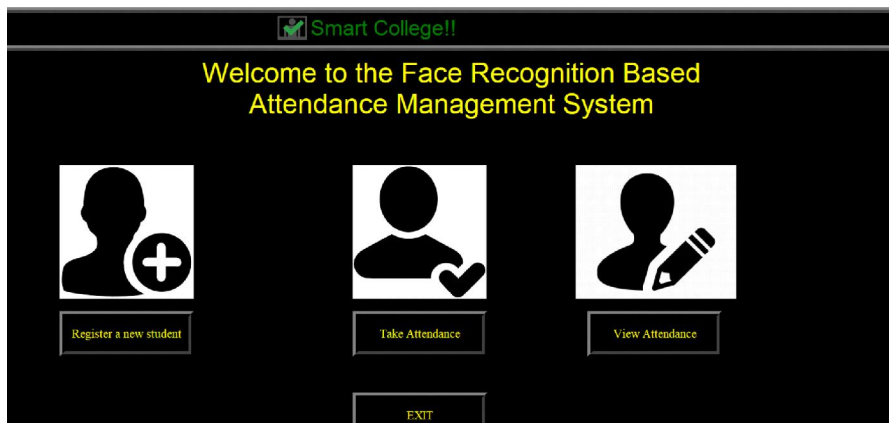 Smart College!!
Welcome to the Face Recognition Based
Attendance Management System
Register a new student
Take Attendance
View Attendance
EXIT